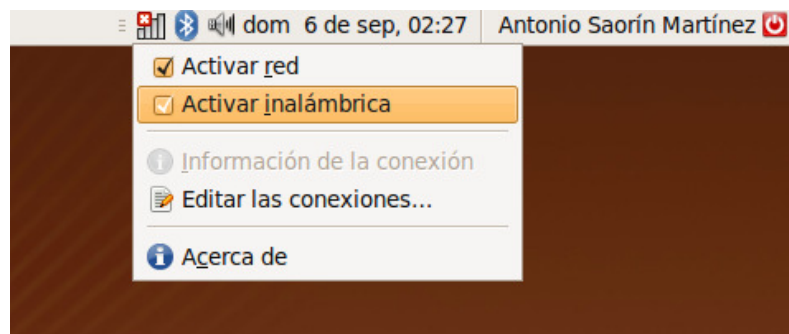 dom 6 de sep, 02:27 Antonio Saorín Martínez
Activar red
Activar inalámbrica
Información de la conexión
Editar las conexiones...
Acerca de